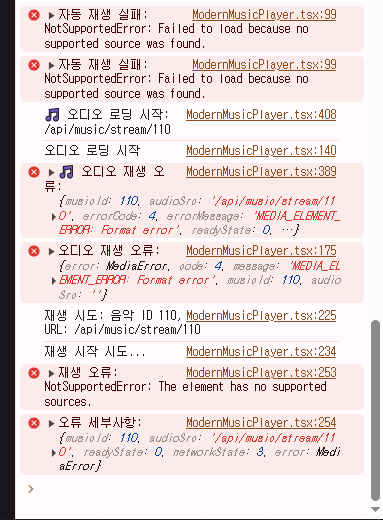 자동 재생 실패: ModernMusicPlayer.tsx:99
NotSupportedError: Failed to load because no
supported source was found.
자동 재생 실패: ModernMusicPlayer.tsx:99
NotSupportedError: Failed to load because no
supported source was found.
🎵 오디오 로딩 시작: ModernMusicPlayer.tsx:408
/api/music/stream/110
오디오 로딩 시작 ModernMusicPlayer.tsx:140
🎵 오디오 재생 오 ModernMusicPlayer.tsx:389
류:
{musicId: 110, audioSrc: '/api/music/stream/11
0', errorCode: 4, errorMessage: 'MEDIA_ELEMENT_
ERROR: Format error', readyState: 0, …}
오디오 재생 오류: ModernMusicPlayer.tsx:175
{error: MediaError, code: 4, message: 'MEDIA_EL
EMENT_ERROR: Format error', musicId: 110, audio
Src: ''}
재생 시도: 음악 ID 110, ModernMusicPlayer.tsx:225
URL: /api/music/stream/110
재생 시작 시도... ModernMusicPlayer.tsx:234
재생 오류: ModernMusicPlayer.tsx:253
NotSupportedError: The element has no supported
sources.
오류 세부사항: ModernMusicPlayer.tsx:254
{musicId: 110, audioSrc: '/api/music/stream/11
0', readyState: 0, networkState: 3, error: Medi
aError}